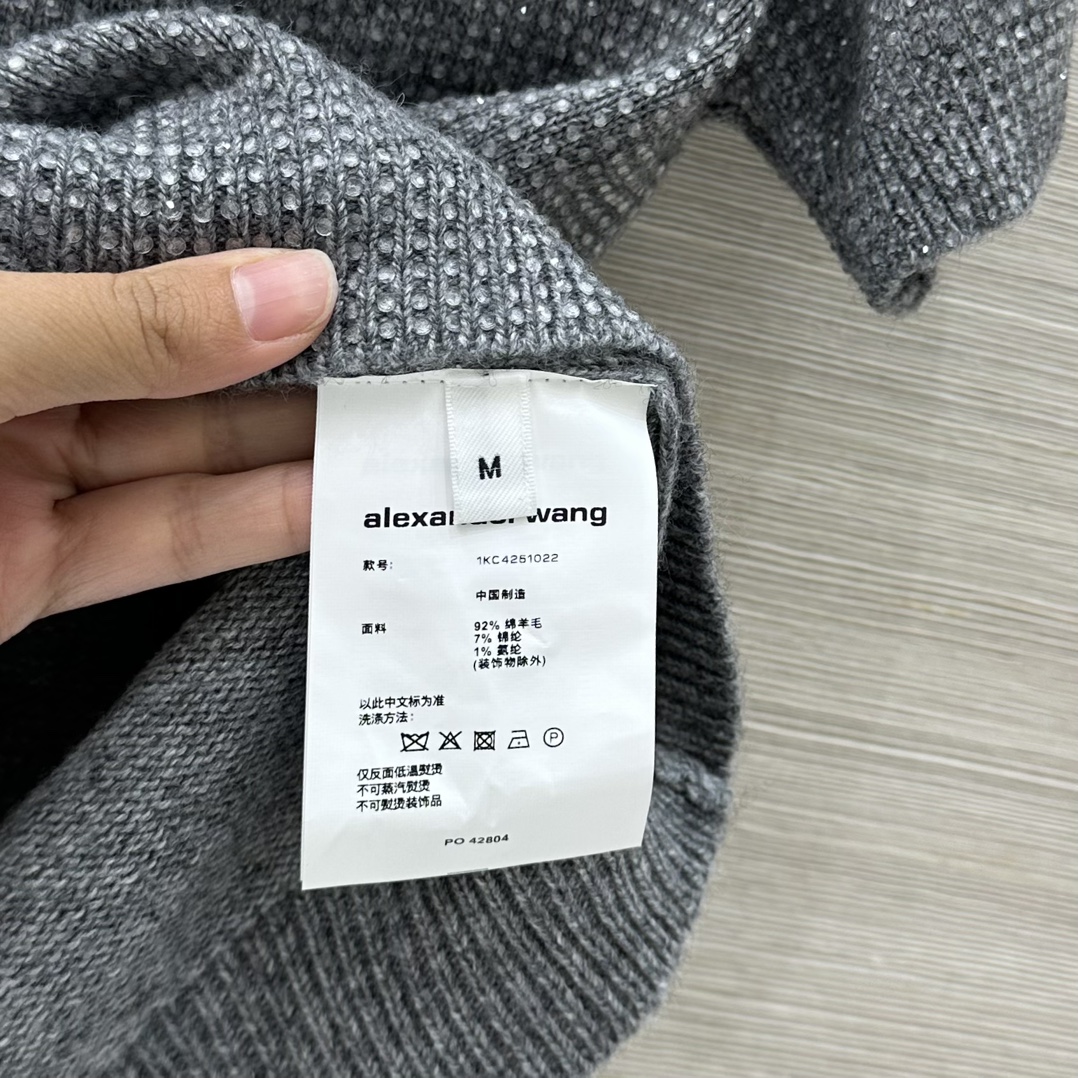 M
alexander wang
款号: 1KC4251022
中国制造
面料 92% 绵羊毛
7% 锦纶
1% 氨纶
(装饰物除外)
以此中文标为准
洗涤方法:
P
仅反面低温熨烫
不可蒸汽熨烫
不可熨烫装饰品
PO 42804